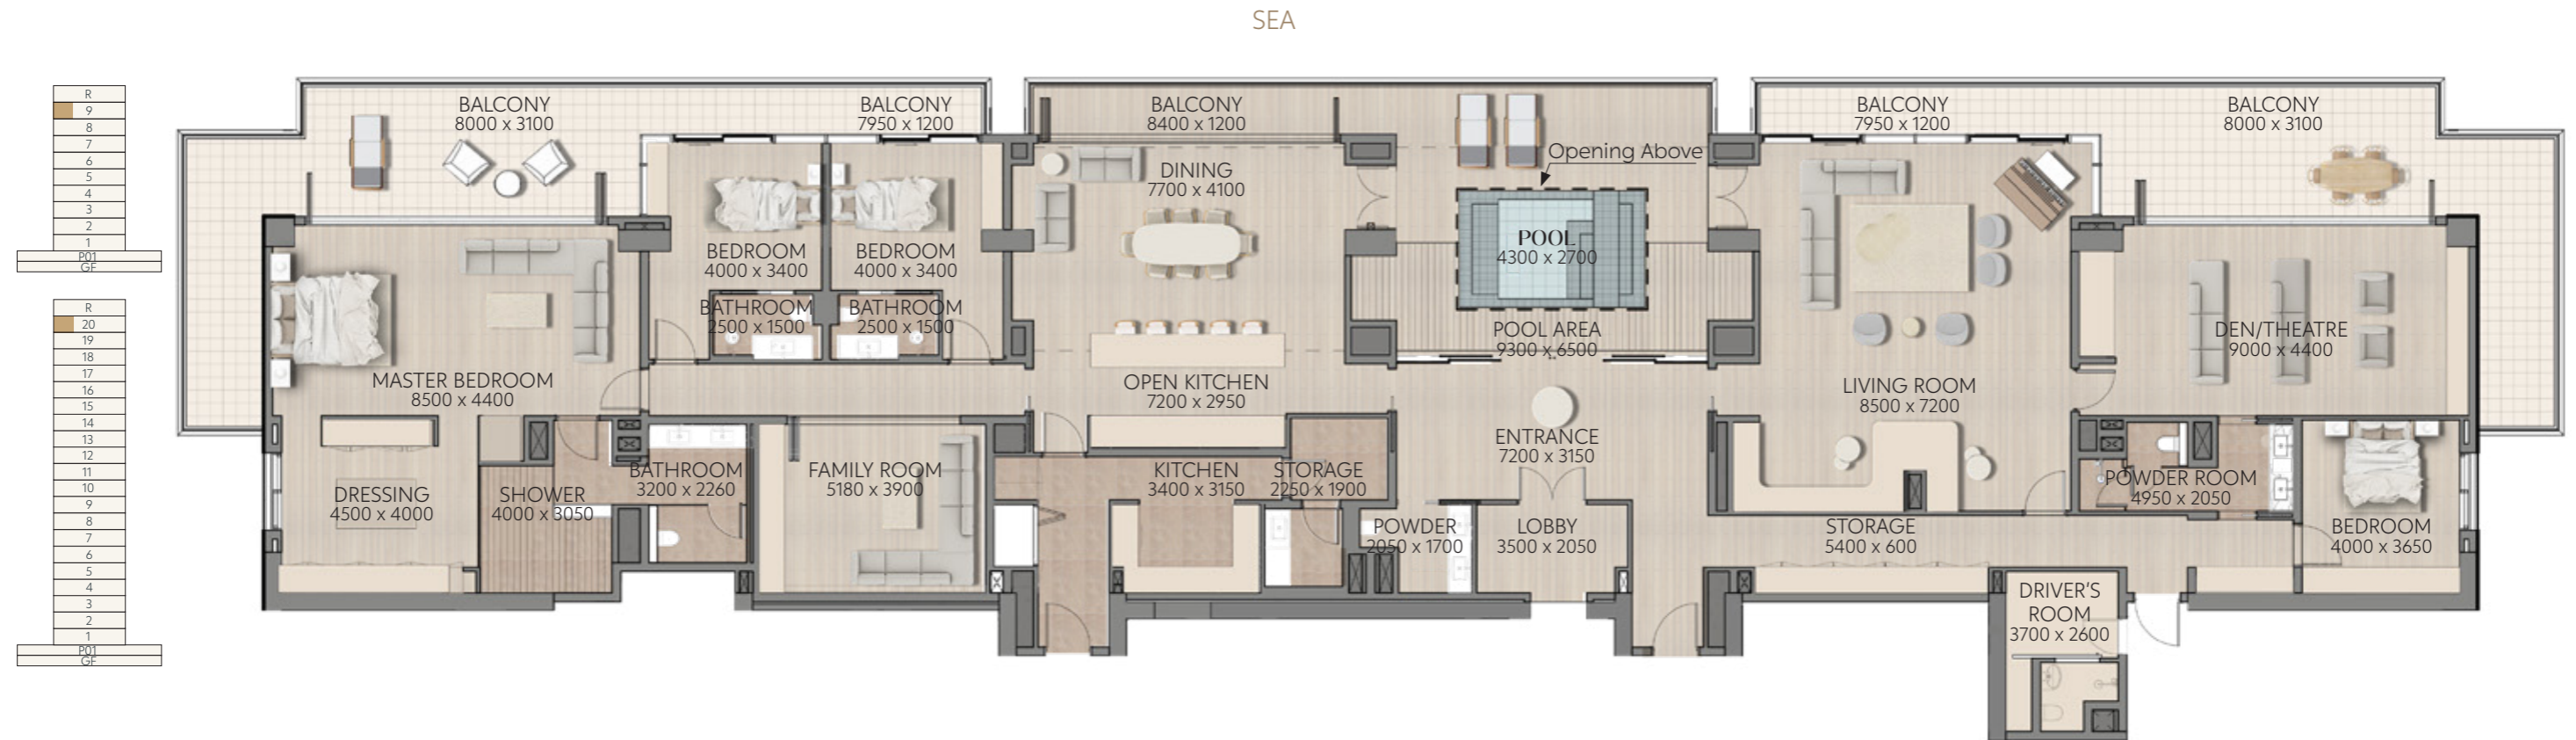 SEA
R
9
8
7
6
5
4
3
2
1
P01
GF
R
20
19
18
17
16
15
14
13
12
11
10
9
8
7
6
5
4
3
2
1
P01
GF
BALCONY
8000 x 3100
BALCONY
7950 x 1200
BALCONY
8400 x 1200
BALCONY
7950 x 1200
BALCONY
8000 x 3100
Opening Above
DINING
7700 x 4100
BEDROOM
4000 x 3400
BEDROOM
4000 x 3400
POOL
4300 x 2700
BATHROOM
2500 x 1500
BATHROOM
2500 x 1500
POOL AREA
9300 x 6500
DEN/THEATRE
9000 x 4400
MASTER BEDROOM
8500 x 4400
OPEN KITCHEN
7200 x 2950
LIVING ROOM
8500 x 7200
ENTRANCE
7200 x 3150
DRESSING
4500 x 4000
SHOWER
4000 x 3050
BATHROOM
3200 x 2260
FAMILY ROOM
5180 x 3900
KITCHEN
3400 x 3150
STORAGE
2250 x 1900
POWDER ROOM
4950 x 2050
POWDER
2050 x 1700
LOBBY
3500 x 2050
STORAGE
5400 x 600
BEDROOM
4000 x 3650
DRIVER'S
ROOM
3700 x 2600